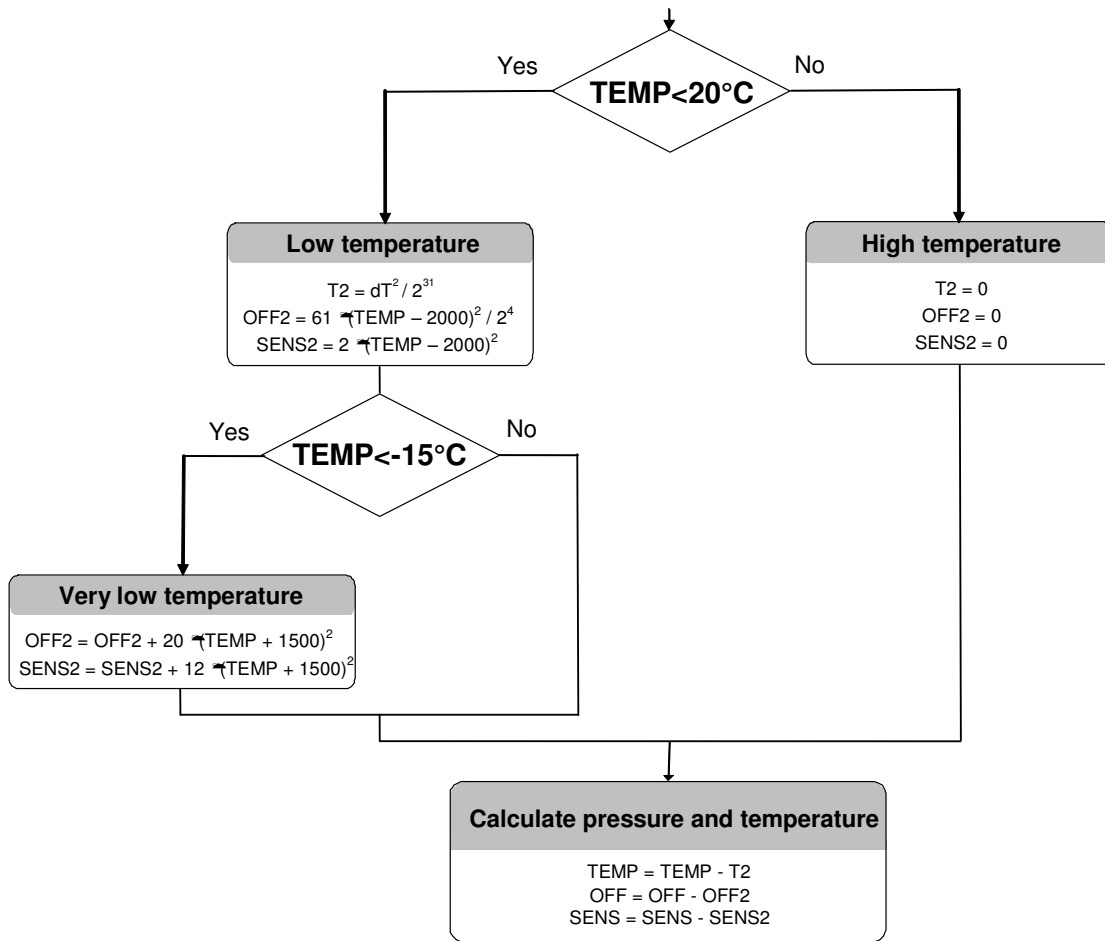 Yes
No
TEMP<20°C
Low temperature
T2 = dT² / 2³¹
OFF2 = 61 (TEMP – 2000)² / 2⁴
SENS2 = 2 (TEMP – 2000)²
High temperature
T2 = 0
OFF2 = 0
SENS2 = 0
Yes
No
TEMP<-15°C
Very low temperature
OFF2 = OFF2 + 20 (TEMP + 1500)²
SENS2 = SENS2 + 12 (TEMP + 1500)²
Calculate pressure and temperature
TEMP = TEMP - T2
OFF = OFF - OFF2
SENS = SENS - SENS2